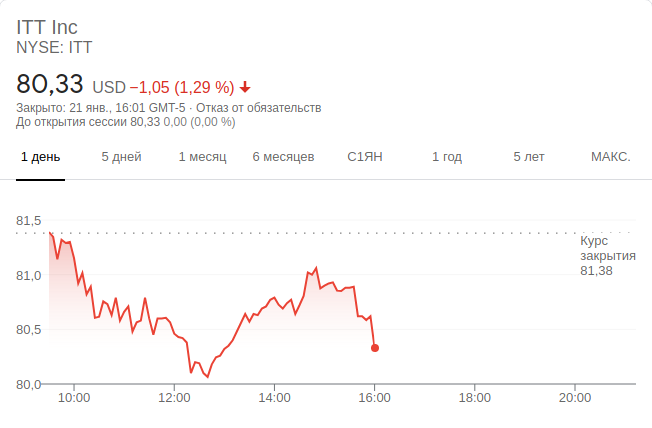 ITT Inc
NYSE: ITT
80,33 USD −1,05 (1,29 %)
Закрыто: 21 янв., 16:01 GMT-5 · Отказ от обязательств
До открытия сессии 80,33 0,00 (0,00 %)
1 день 5 дней 1 месяц 6 месяцев С1ЯН 1 год 5 лет МАКС.
81,5
Курс
закрытия
81,38
81,0
80,5
80,0
10:00 12:00 14:00 16:00 18:00 20:00